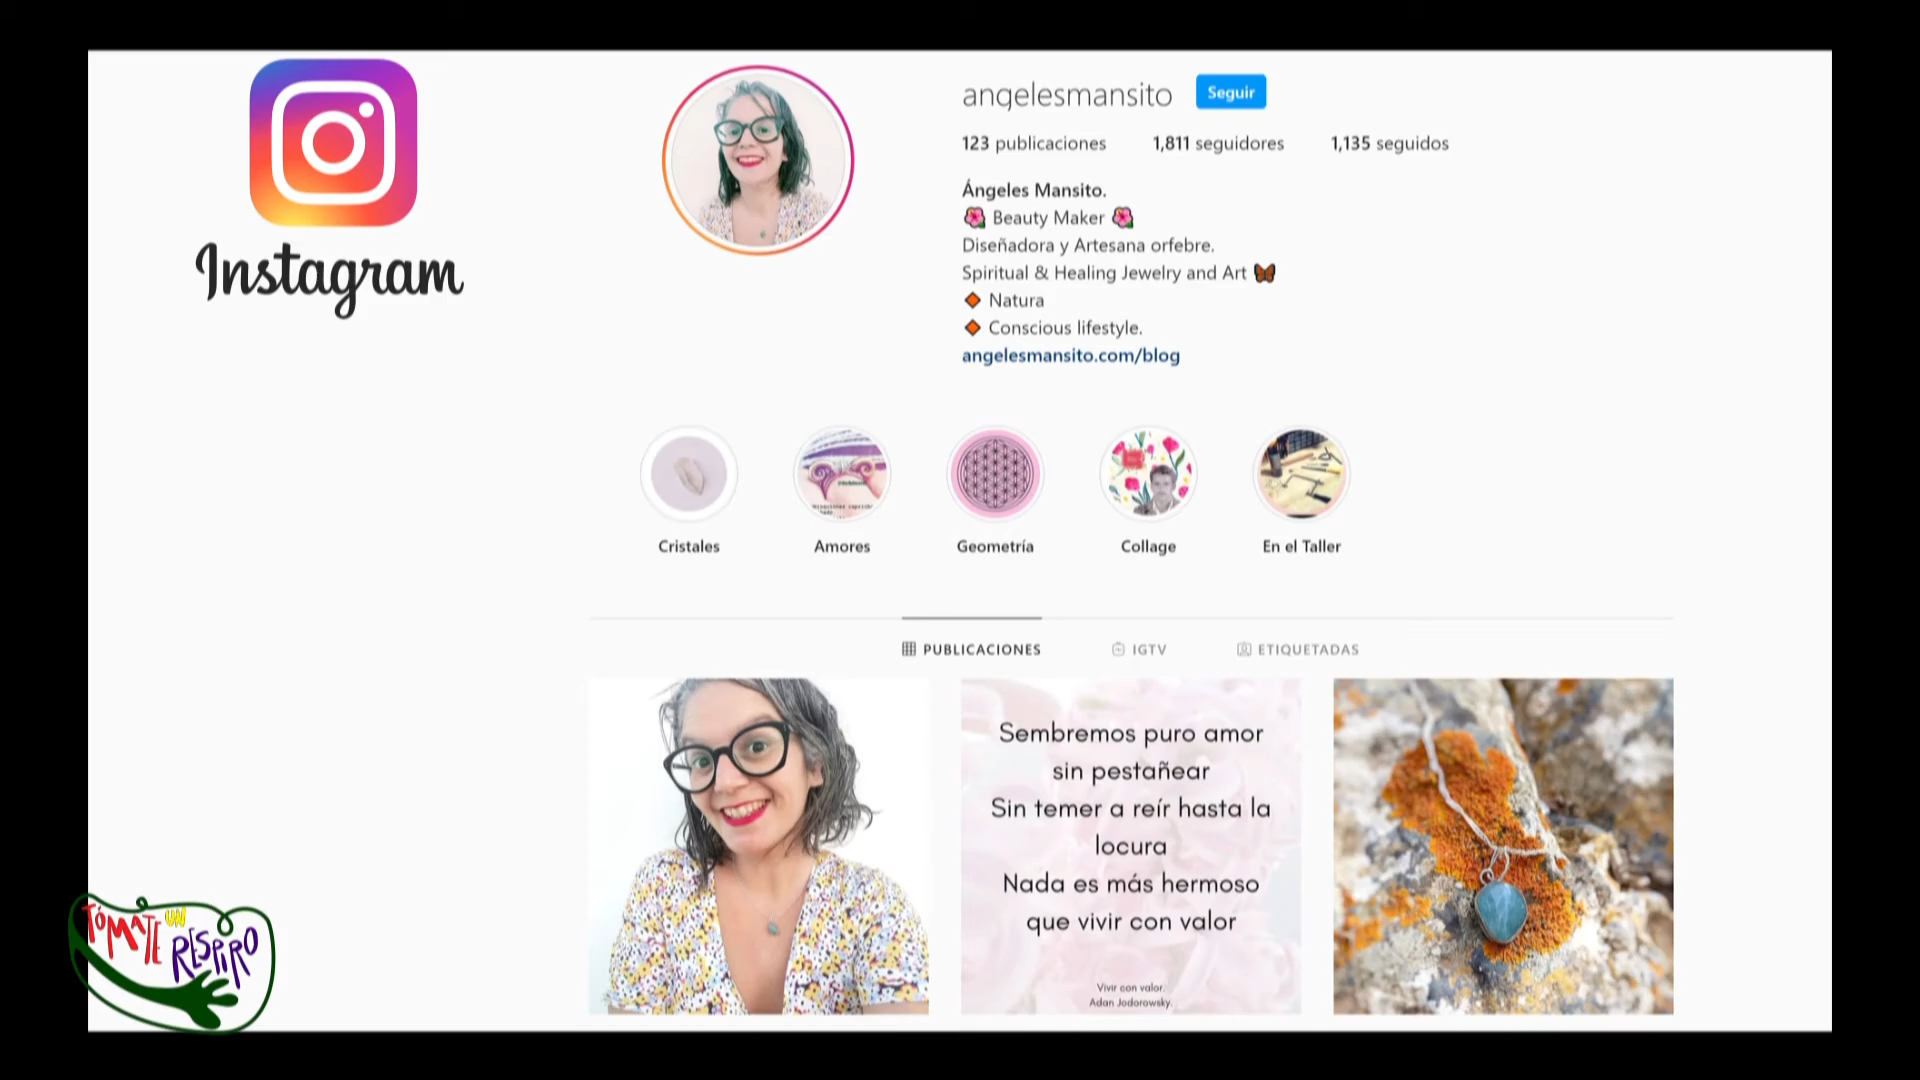 Instagram
angelesmansito
Seguir
123 publicaciones 1,811 seguidores 1,135 seguidos
Ángeles Mansito.
🌺 Beauty Maker 🌺
Diseñadora y Artesana orfebre.
Spiritual & Healing Jewelry and Art 🦋
🔸 Natura
🔸 Conscious lifestyle.
angelesmansito.com/blog
Cristales
Amores
Geometría
Collage
En el Taller
PUBLICACIONES
IGTV
ETIQUETADAS
Sembremos puro amor
sin pestañear
Sin temer a reír hasta la
locura
Nada es más hermoso
que vivir con valor
Vivir con valor.
Adan Jodorowsky.
TÓMATE UN
RESPIRO